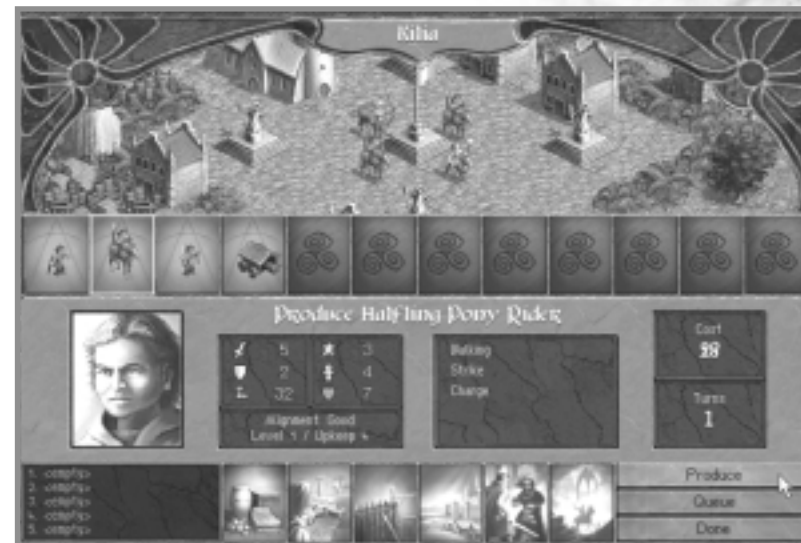 Kilia
Produce Halfling Pony Rider
5 3
2 4
32 7
Alignment Good
Level 1 / Upkeep 4
Walking
Strike
Charge
Cost
Turns
1
1. <empty>
2. <empty>
3. <empty>
4. <empty>
5. <empty>
Produce
Queue
Done